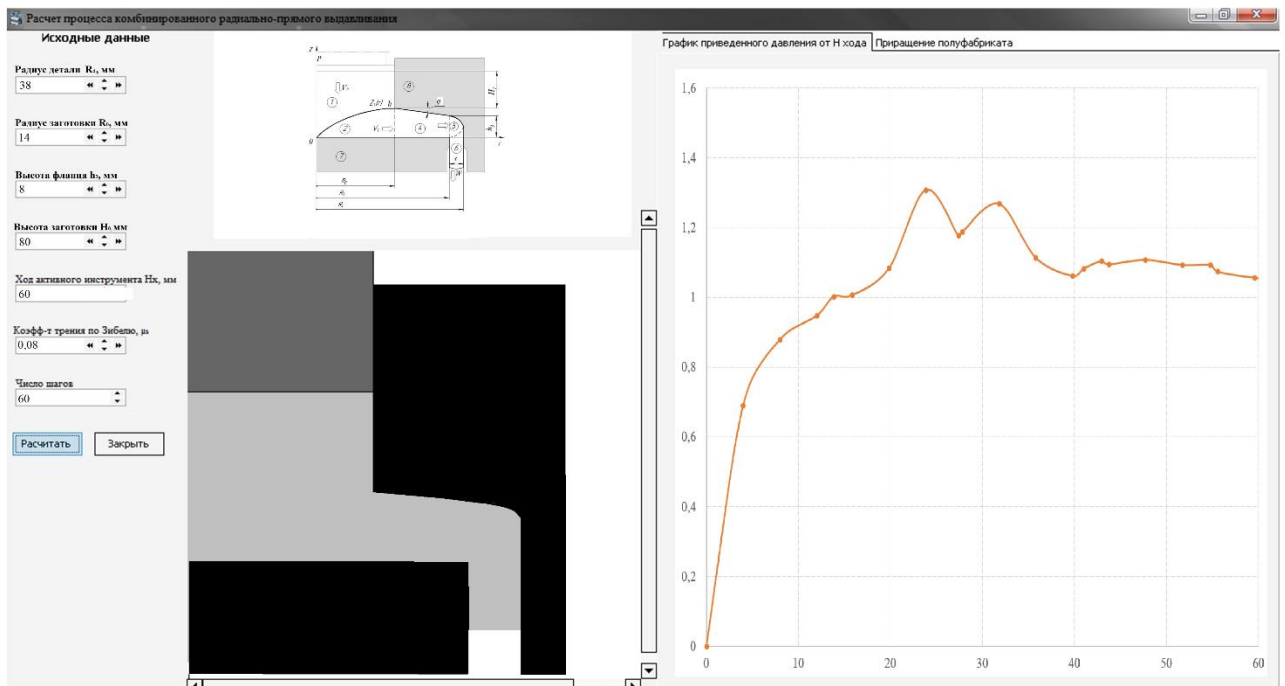 Расчет процесса комбинированного радиально-прямого выдавливания
Исходные данные
Радиус детали R₁, мм
38
Радиус заготовки R₀, мм
14
Высота фланца h₁, мм
8
Высота заготовки H₀ мм
80
Ход активного инструмента Hx, мм
60
Коэфф-т трения по Зибелю, μs
0,08
Число шагов
60
Расчитать
Закрыть
График приведенного давления от H хода
Приращение полуфабриката
1,6
1,4
1,2
1
0,8
0,6
0,4
0,2
0
0 10 20 30 40 50 60